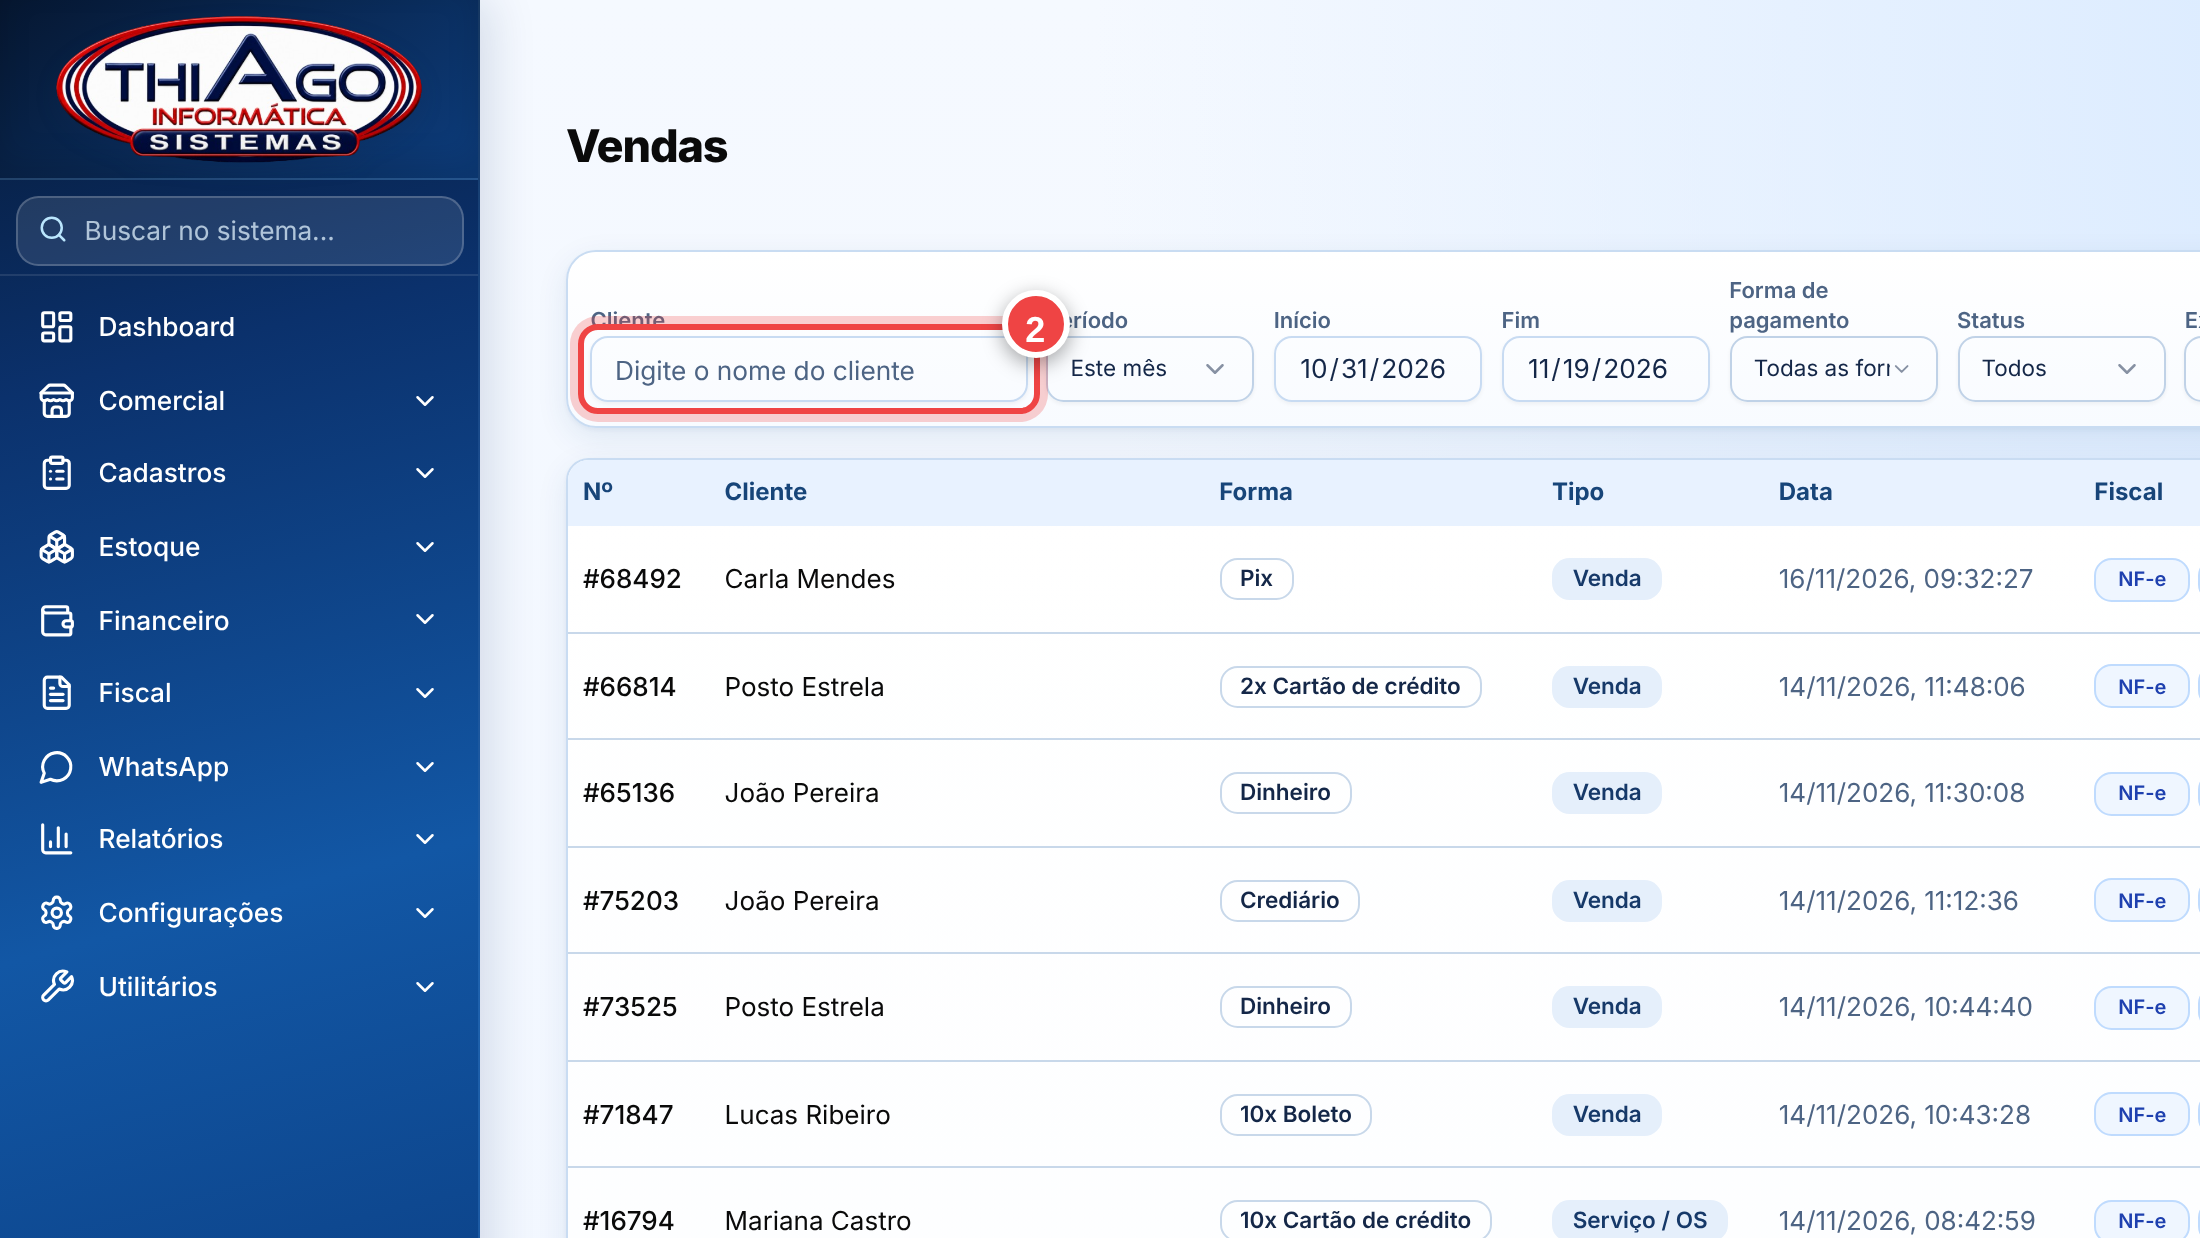 THIAGO
INFORMÁTICA
SISTEMAS
Buscar no sistema...
Dashboard
Comercial
Cadastros
Estoque
Financeiro
Fiscal
WhatsApp
Relatórios
Configurações
Utilitários
Vendas
Cliente
Digite o nome do cliente
2
eríodo
Este mês
Início
10/31/2026
Fim
11/19/2026
Forma de
pagamento
Todas as for
Status
Todos
Nº Cliente Forma Tipo Data Fiscal
#68492 Carla Mendes Pix Venda 16/11/2026, 09:32:27 NF-e
#66814 Posto Estrela 2x Cartão de crédito Venda 14/11/2026, 11:48:06 NF-e
#65136 João Pereira Dinheiro Venda 14/11/2026, 11:30:08 NF-e
#75203 João Pereira Crediário Venda 14/11/2026, 11:12:36 NF-e
#73525 Posto Estrela Dinheiro Venda 14/11/2026, 10:44:40 NF-e
#71847 Lucas Ribeiro 10x Boleto Venda 14/11/2026, 10:43:28 NF-e
#16794 Mariana Castro 10x Cartão de crédito Serviço / OS 14/11/2026, 08:42:59 NF-e